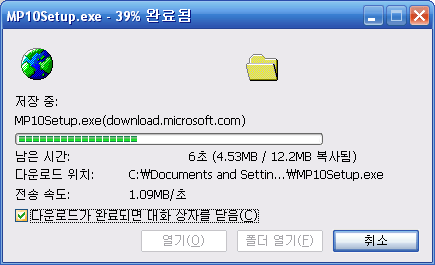 MP10Setup.exe - 39% 완료됨
저장 중:
MP10Setup.exe(download.microsoft.com)
남은 시간: 6초 (4.53MB / 12.2MB 복사됨)
다운로드 위치: C:₩Documents and Settin...₩MP10Setup.exe
전송 속도: 1.09MB/초
다운로드가 완료되면 대화 상자를 닫음(C)
열기(O) 폴더 열기(F) 취소